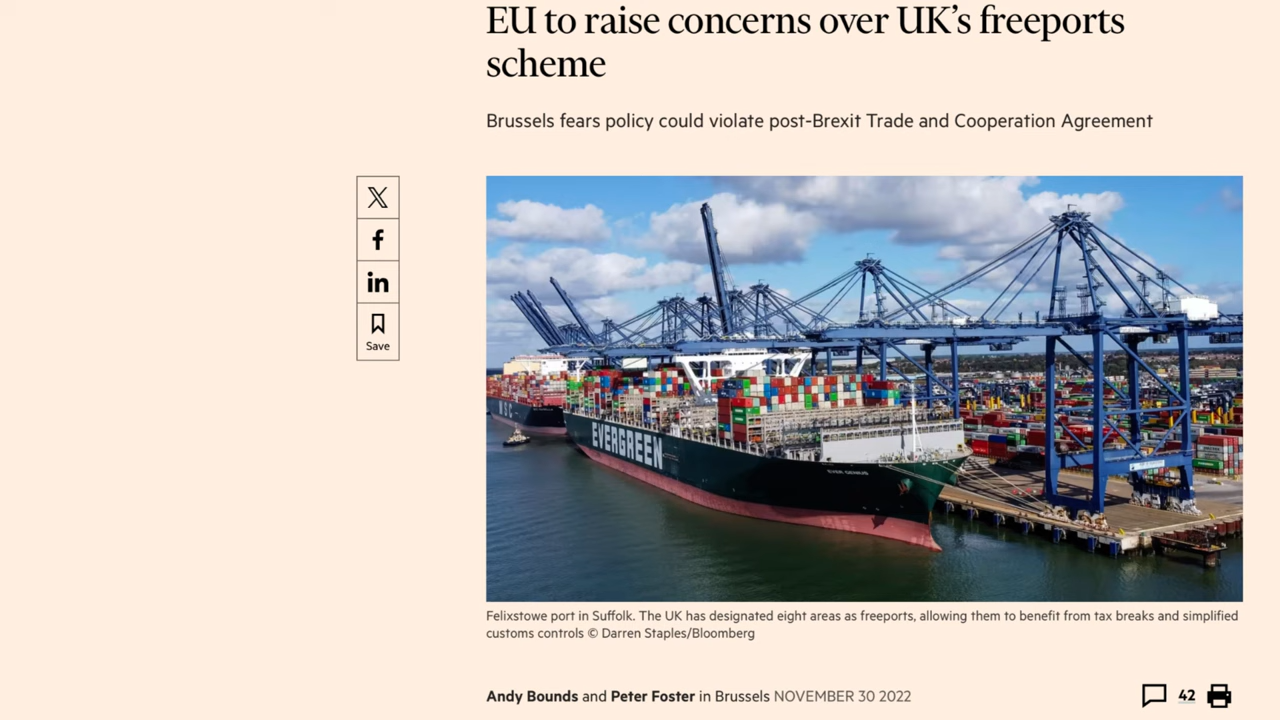 EU to raise concerns over UK’s freeports
scheme
Brussels fears policy could violate post-Brexit Trade and Cooperation Agreement
Save
MSC
EVERGREEN
EVER GENIUS
Felixstowe port in Suffolk. The UK has designated eight areas as freeports, allowing them to benefit from tax breaks and simplified
customs controls © Darren Staples/Bloomberg
Andy Bounds and Peter Foster in Brussels NOVEMBER 30 2022
42